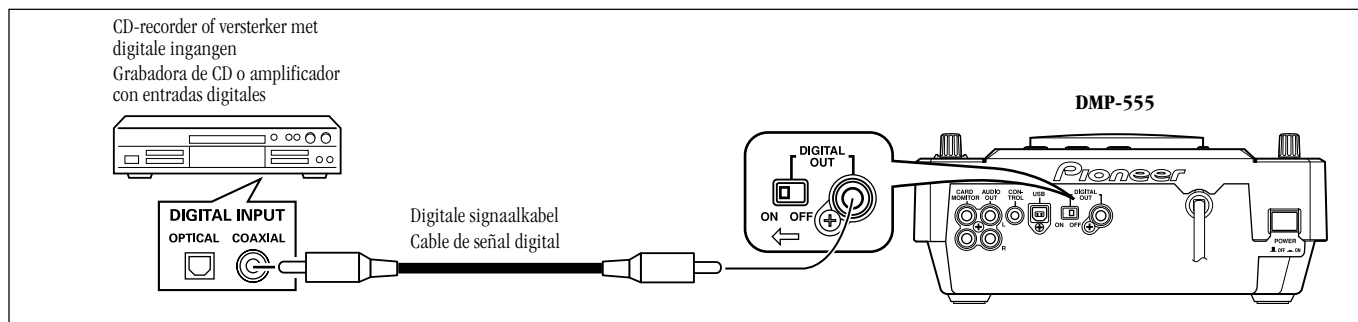 CD-recorder of versterker met
digitale ingangen
Grabadora de CD o amplificador
con entradas digitales
DIGITAL INPUT
OPTICAL COAXIAL
Digitale signaalkabel
Cable de señal digital
DIGITAL
OUT
ON OFF
DMP-555
Pioneer
CARD
MONITOR
AUDIO
OUT
CON-
TROL
USB
DIGITAL
OUT
L
R
ON OFF
POWER
OFF ON